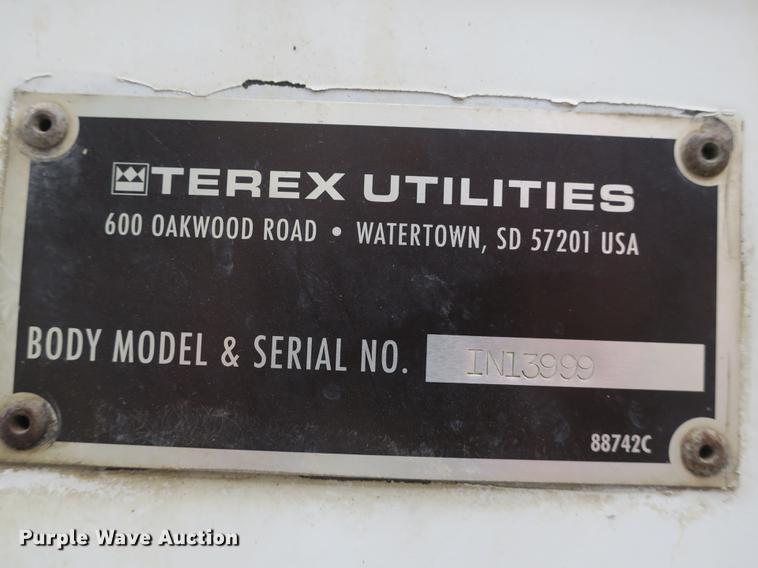 TEREX UTILITIES
600 OAKWOOD ROAD • WATERTOWN, SD 57201 USA
BODY MODEL & SERIAL NO. IN13999
88742C
Purple Wave Auction